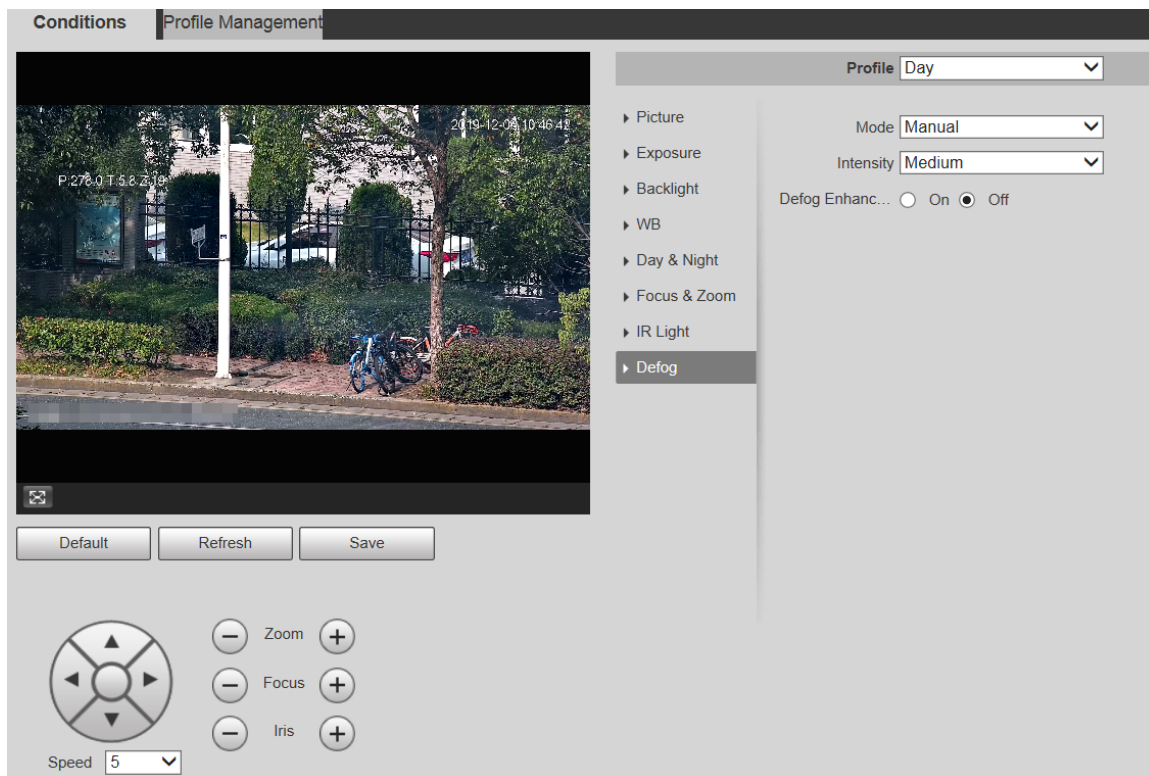 Conditions
Profile Management
Profile Day
2019-12-04 10:46:42
P:278.0 T:5.8 Z:19
Picture
Exposure
Backlight
WB
Day & Night
Focus & Zoom
IR Light
Defog
Mode Manual
Intensity Medium
Defog Enhanc... On Off
Default
Refresh
Save
Zoom
Focus
Iris
Speed 5